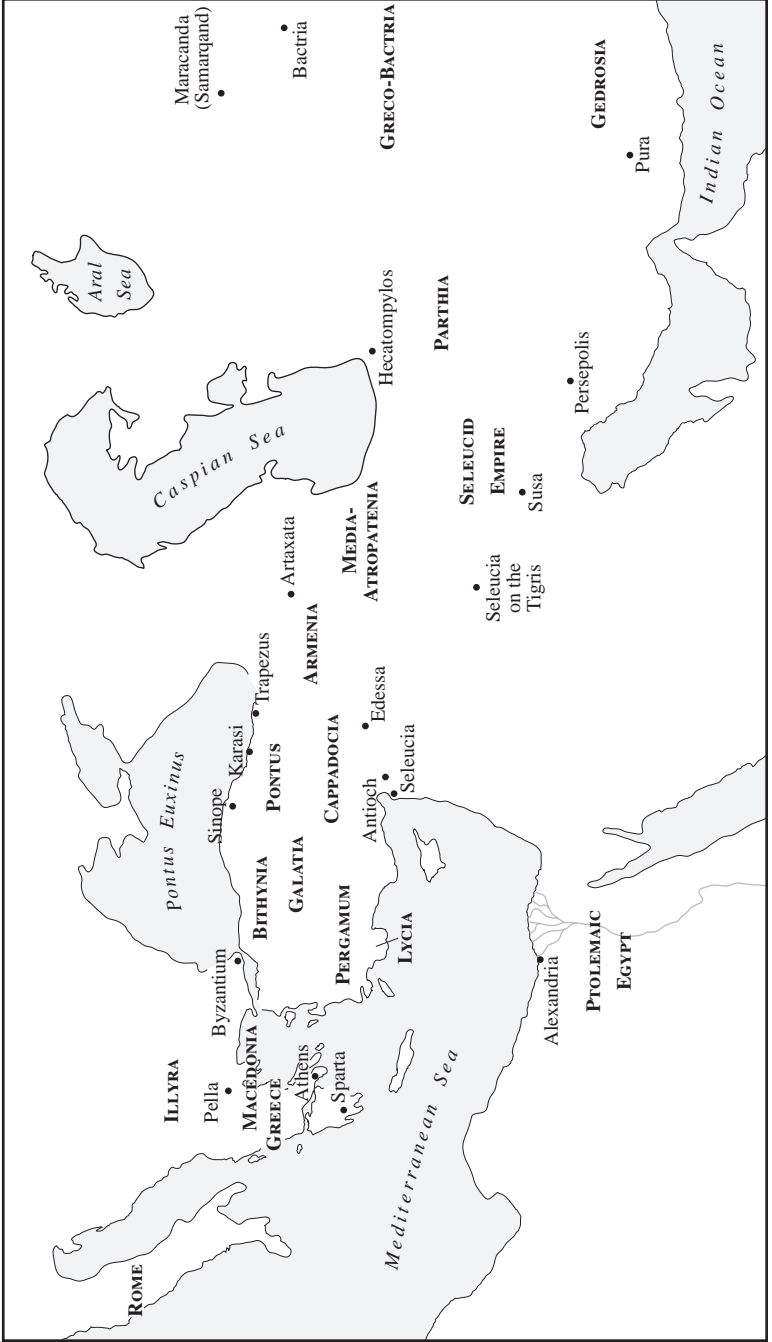 ROME
ILLYRA
Pella
MACEDONIA
GREECE
Athens
Sparta
Mediterranean Sea
Byzantium
Pontus Euxinus
Sinope
Karasi
Trapezus
BITHYNIA
PONTUS
GALATIA
PERGAMUM
CAPPADOCIA
LYCIA
Antioch
Seleucia
Edessa
Alexandria
PTOLEMAIC
EGYPT
ARMENIA
Artaxata
MEDIA-
ATROPATENIA
Caspian Sea
Seleucia
on the
Tigris
SELEUCID
EMPIRE
Susa
Persepolis
Aral
Sea
Hecatompylos
PARTHIA
Maracanda
(Samarqand)
Bactria
GRECO-BACTRIA
GEDROSIA
Pura
Indian Ocean